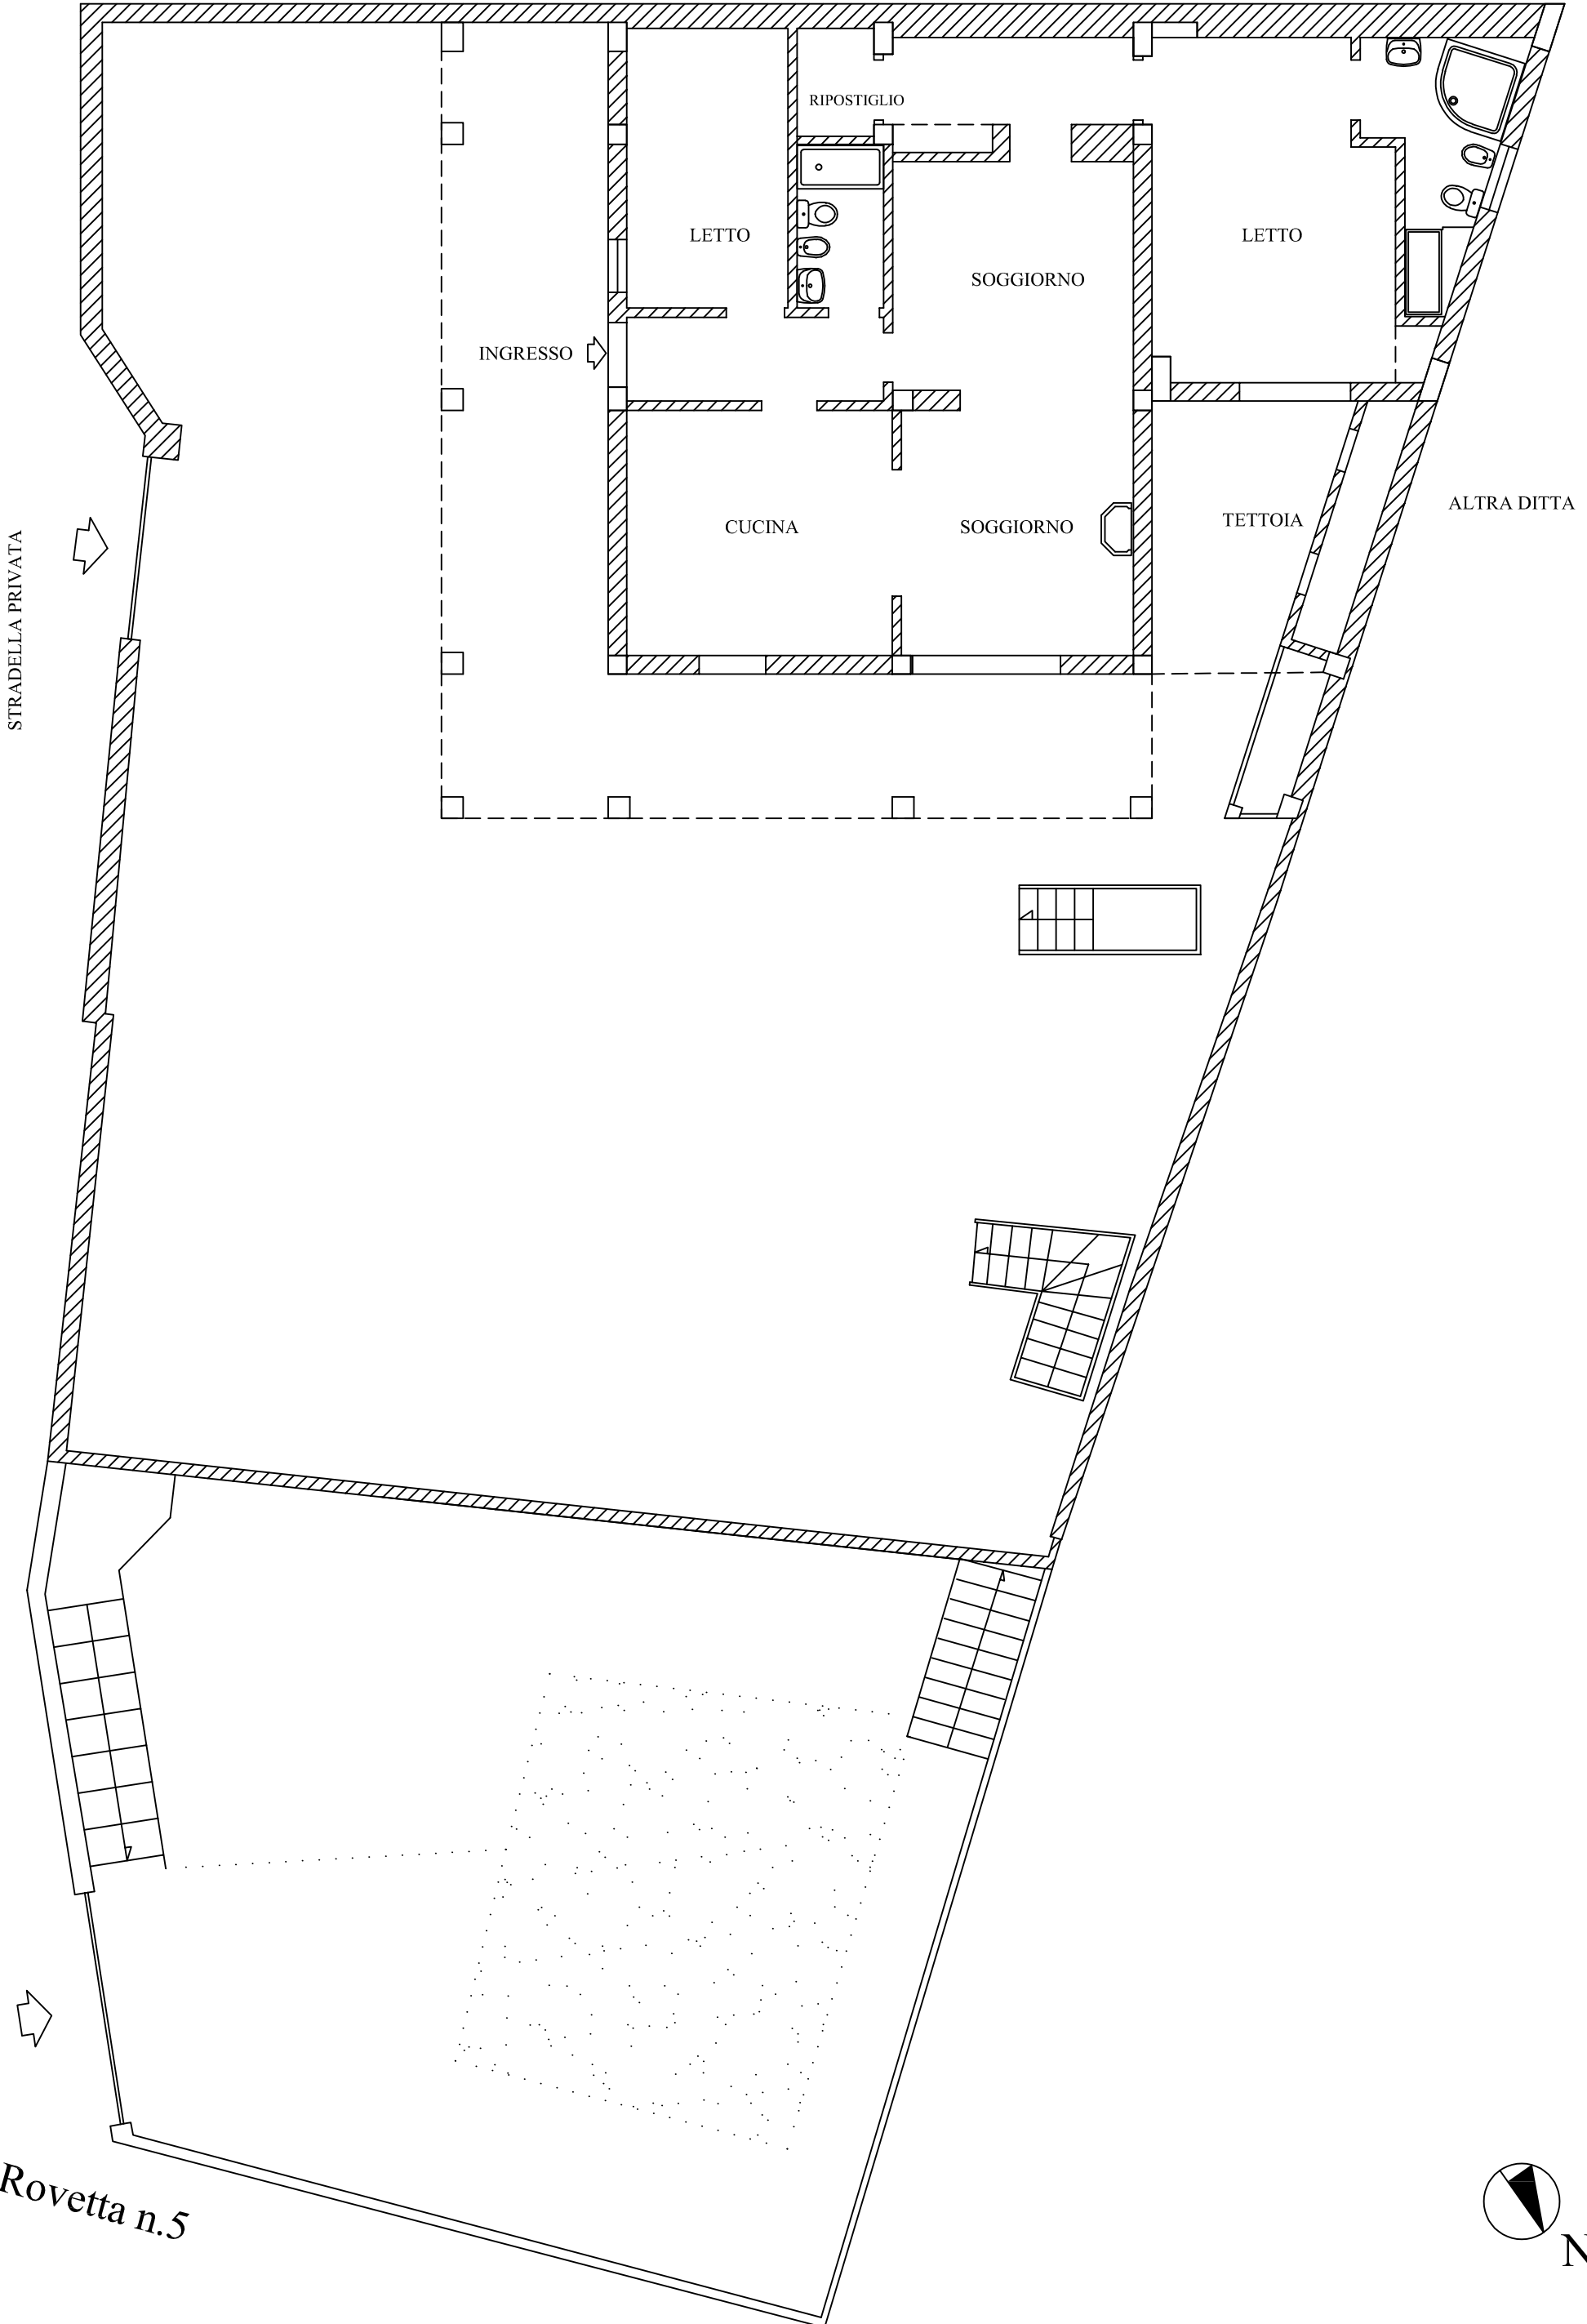 RIPOSTIGLIO
LETTO
LETTO
SOGGIORNO
INGRESSO
ALTRA DITTA
TETTOIA
CUCINA
SOGGIORNO
STRADELLA PRIVATA
Rovetta n.5
N